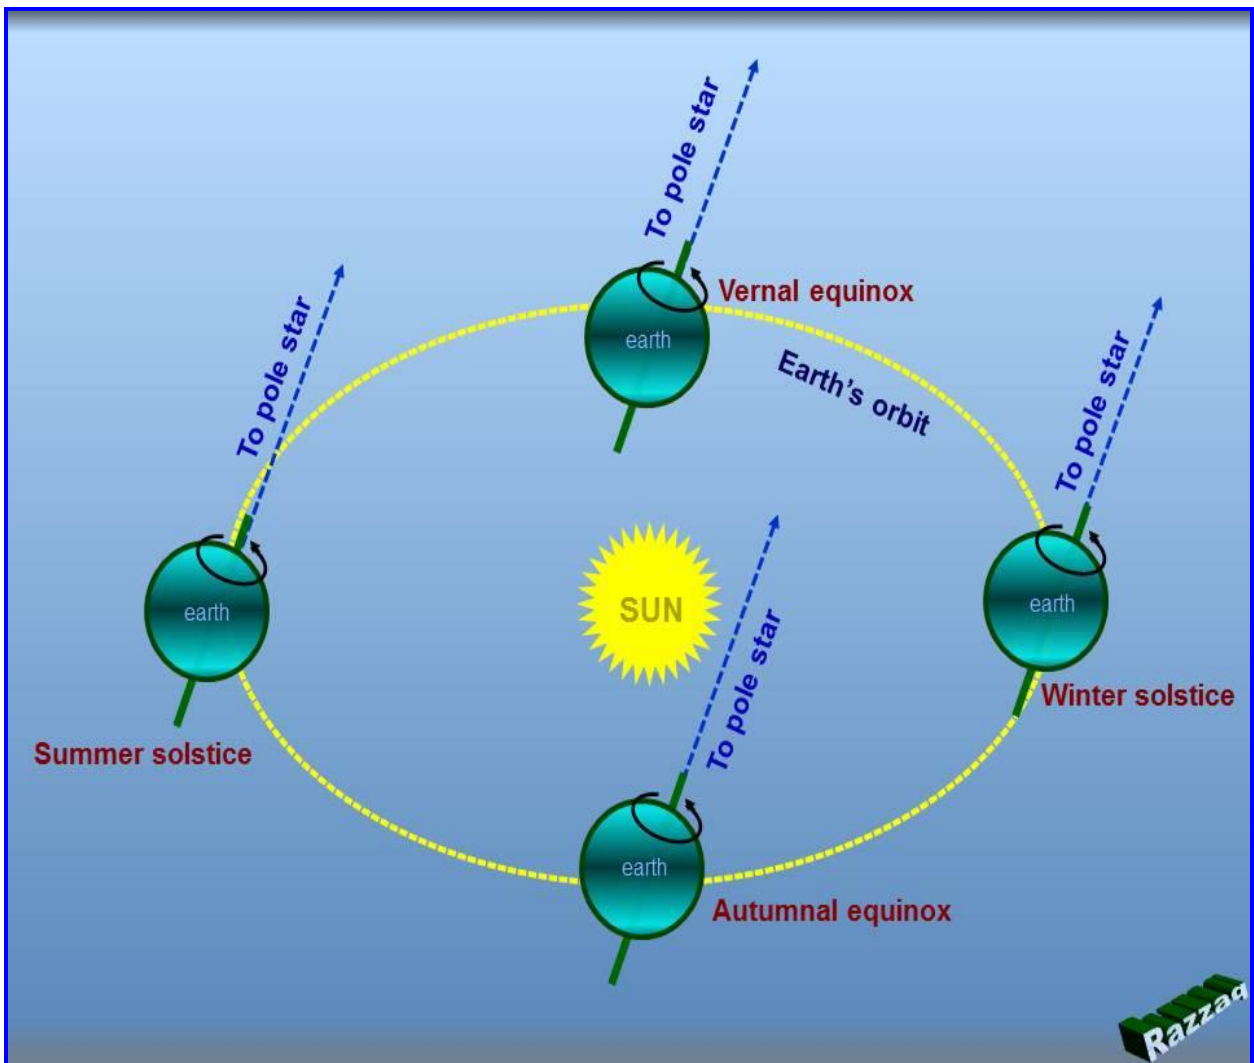 To pole star
Vernal equinox
earth
To pole star
Earth's orbit
To pole star
earth
SUN
earth
To pole star
Winter solstice
Summer solstice
earth
Autumnal equinox
Razzaq